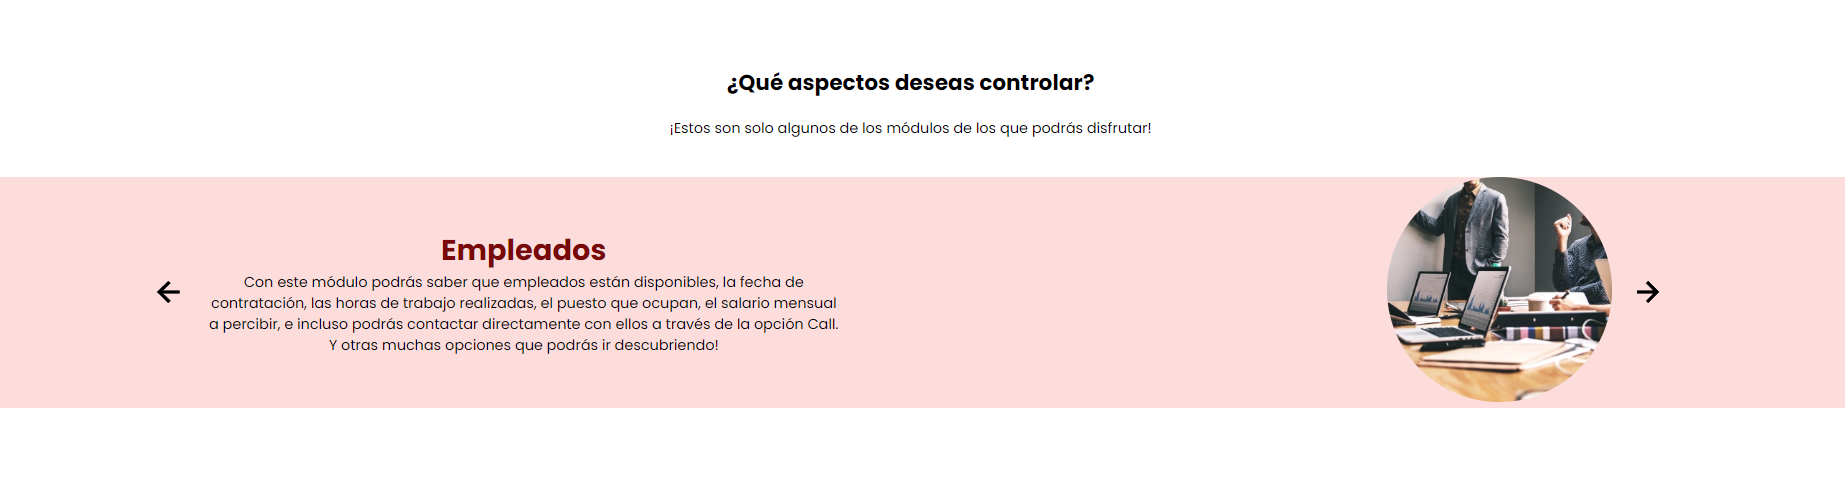 ¿Qué aspectos deseas controlar?
¡Estos son solo algunos de los módulos de los que podrás disfrutar!
Empleados
Con este módulo podrás saber que empleados están disponibles, la fecha de
contratación, las horas de trabajo realizadas, el puesto que ocupan, el salario mensual
a percibir, e incluso podrás contactar directamente con ellos a través de la opción Call.
Y otras muchas opciones que podrás ir descubriendo!